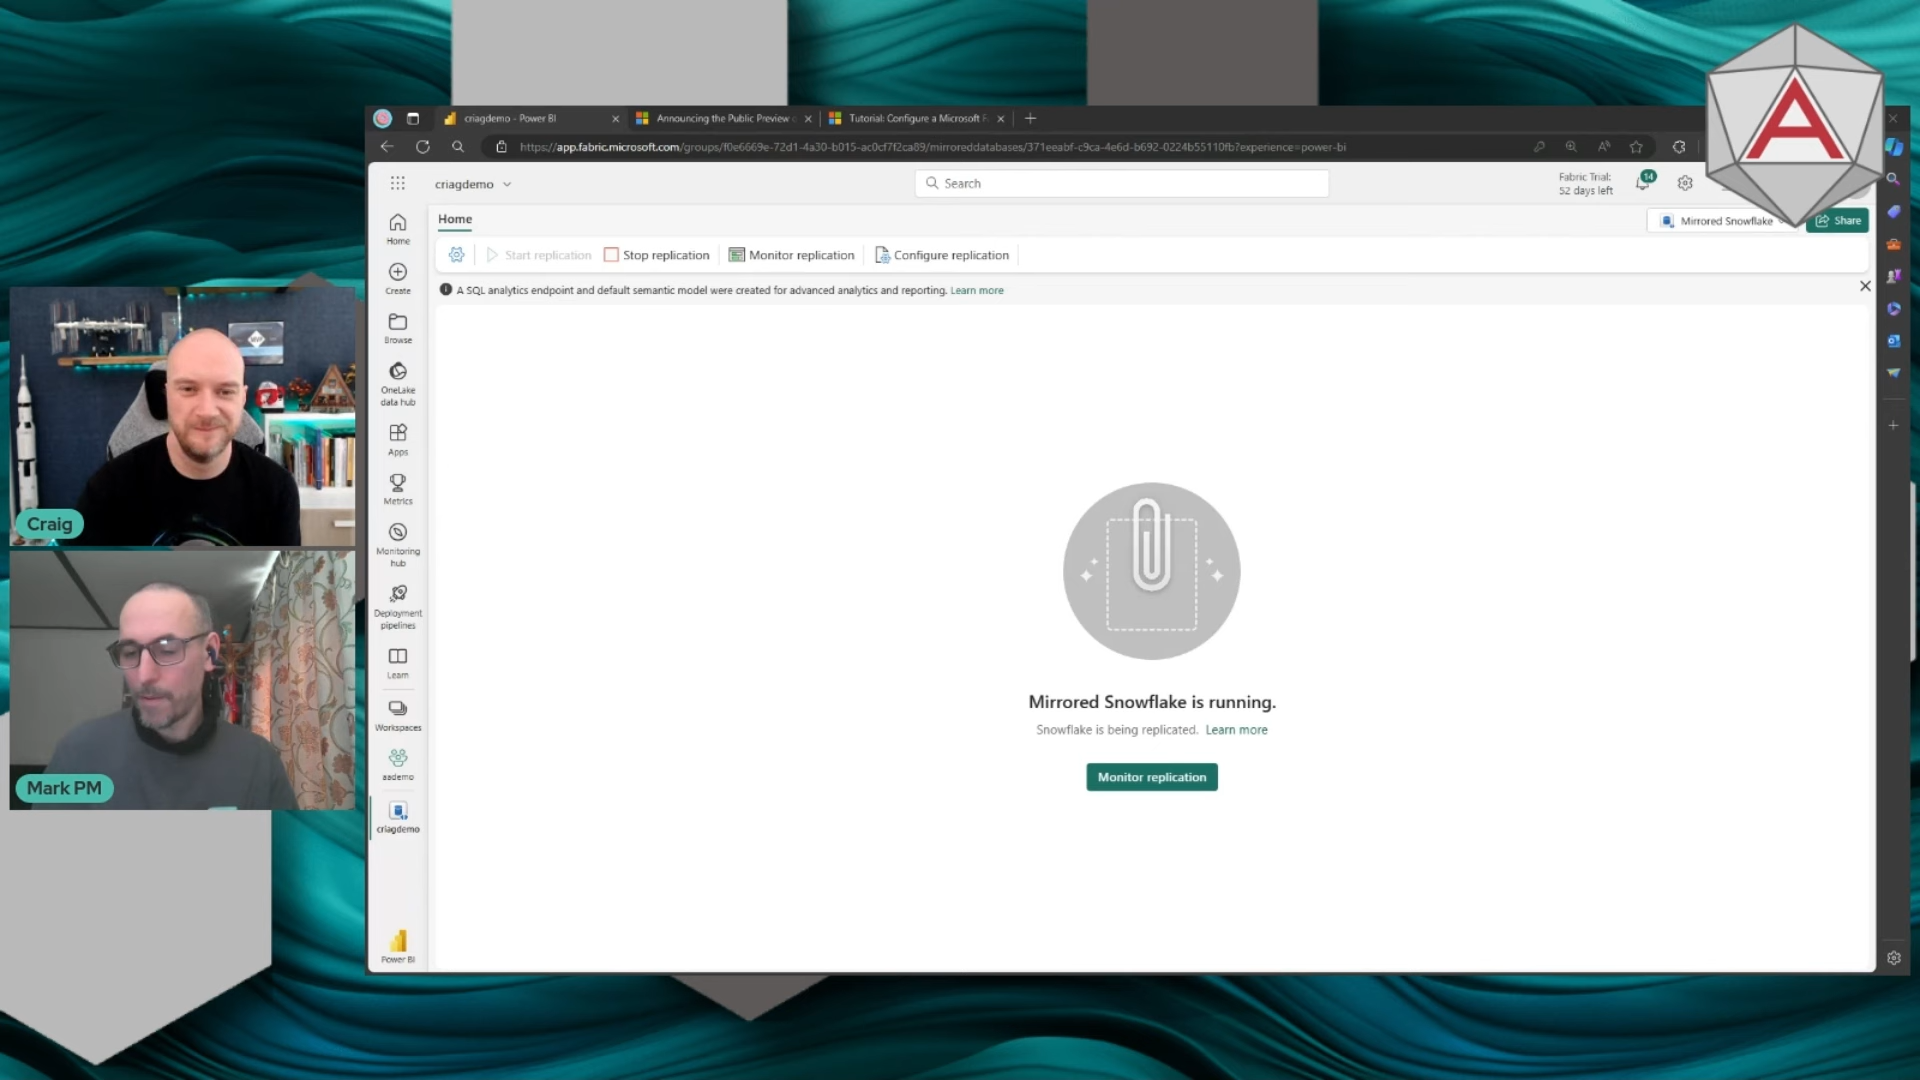 criagdemo - Power BI
Announcing the Public Preview
Tutorial: Configure a Microsoft
https://app.fabric.microsoft.com/groups/f0e6669e-72d1-4a30-b015-ac0cf7f2ca89/mirroreddatabases/371eeabf-c9ca-4e6d-b692-0224b55110fb?experience=power-bi
criagdemo
Search
Fabric Trial:
52 days left
14
Home
Mirrored Snowflake
Share
Start replication
Stop replication
Monitor replication
Configure replication
A SQL analytics endpoint and default semantic model were created for advanced analytics and reporting. Learn more
Home
Create
Browse
OneLake
data hub
Apps
Metrics
Monitoring
hub
Deployment
pipelines
Learn
Workspaces
aademo
criagdemo
Power BI
Mirrored Snowflake is running.
Snowflake is being replicated. Learn more
Monitor replication
Craig
Mark PM
A